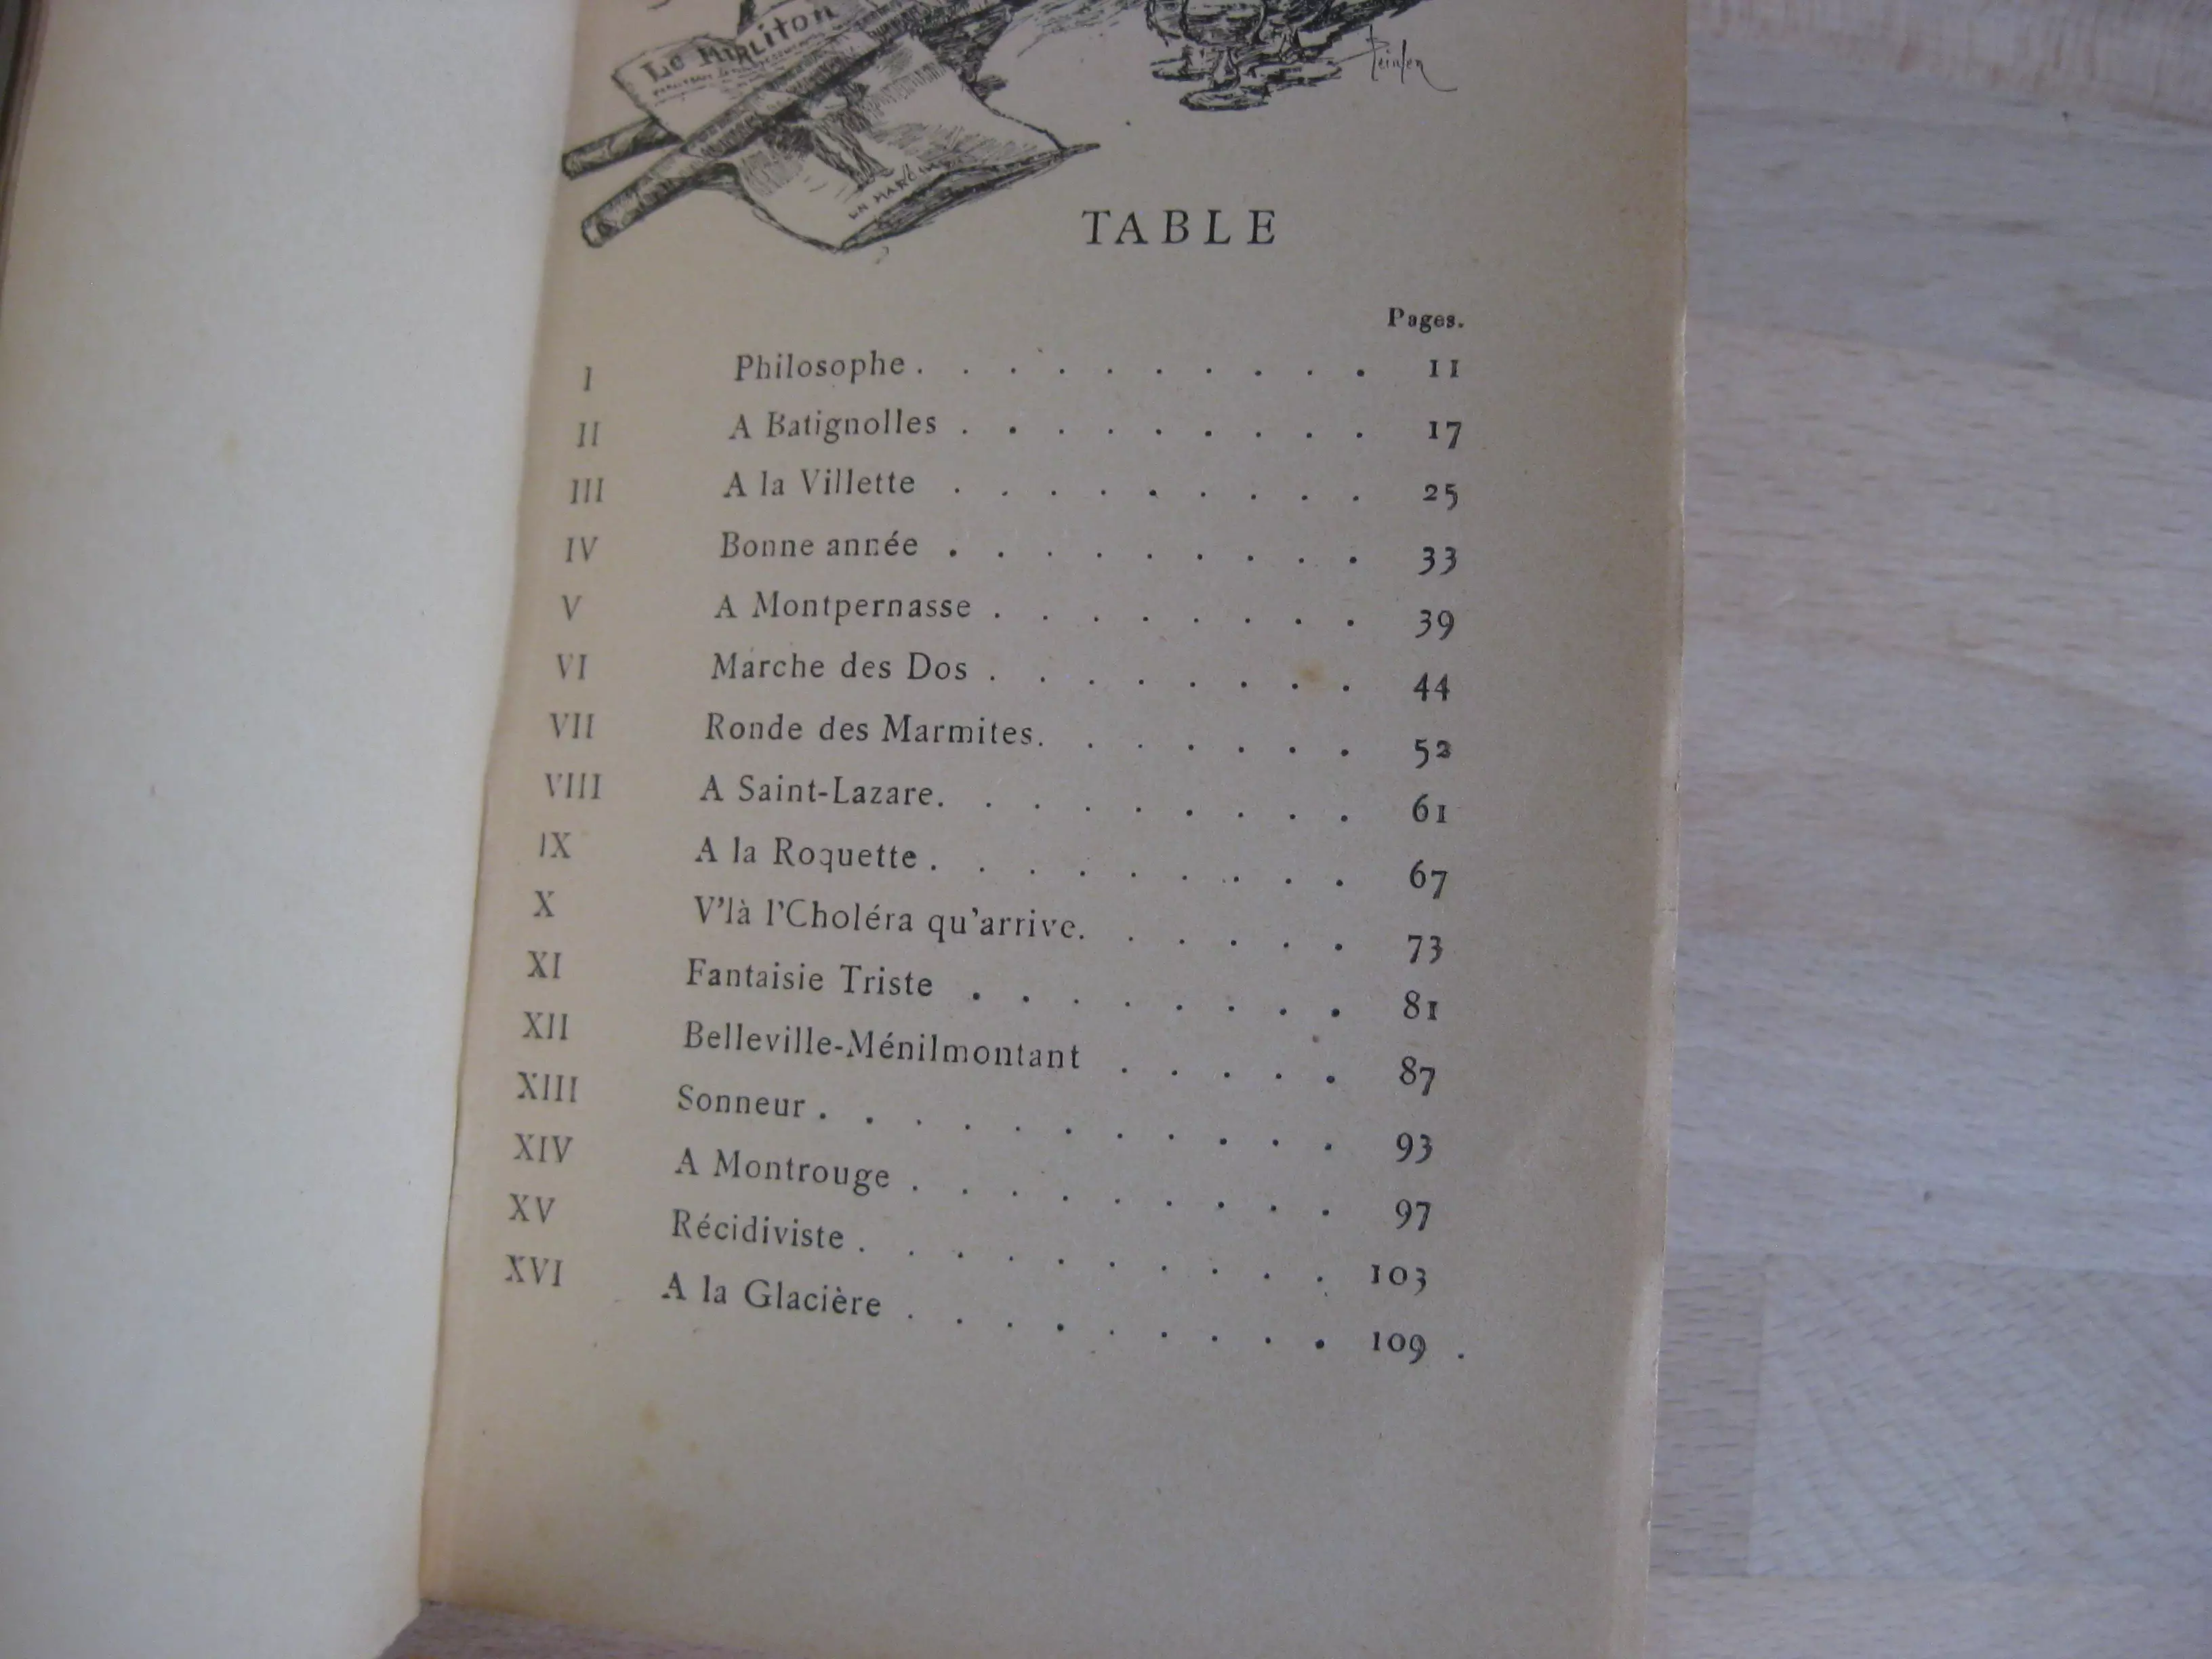 Le Mirliton
EN MARCHE
Steinlen
TABLE
Pages.
I Philosophe . . . . . . . . . . 11
II A Batignolles . . . . . . . . . 17
III A la Villette . . . . . . . . . 25
IV Bonne année . . . . . . . . . 33
V A Montpernasse . . . . . . . . 39
VI Marche des Dos . . . . . . . . 44
VII Ronde des Marmites. . . . . . . 52
VIII A Saint-Lazare. . . . . . . . . 61
IX A la Roquette . . . . . . . . . 67
X V'là l'Choléra qu'arrive. . . . . . 73
XI Fantaisie Triste . . . . . . . . 81
XII Belleville-Ménilmontant . . . . . 87
XIII Sonneur . . . . . . . . . . . 93
XIV A Montrouge . . . . . . . . . 97
XV Récidiviste . . . . . . . . . . 103
XVI A la Glacière . . . . . . . . . 109 .